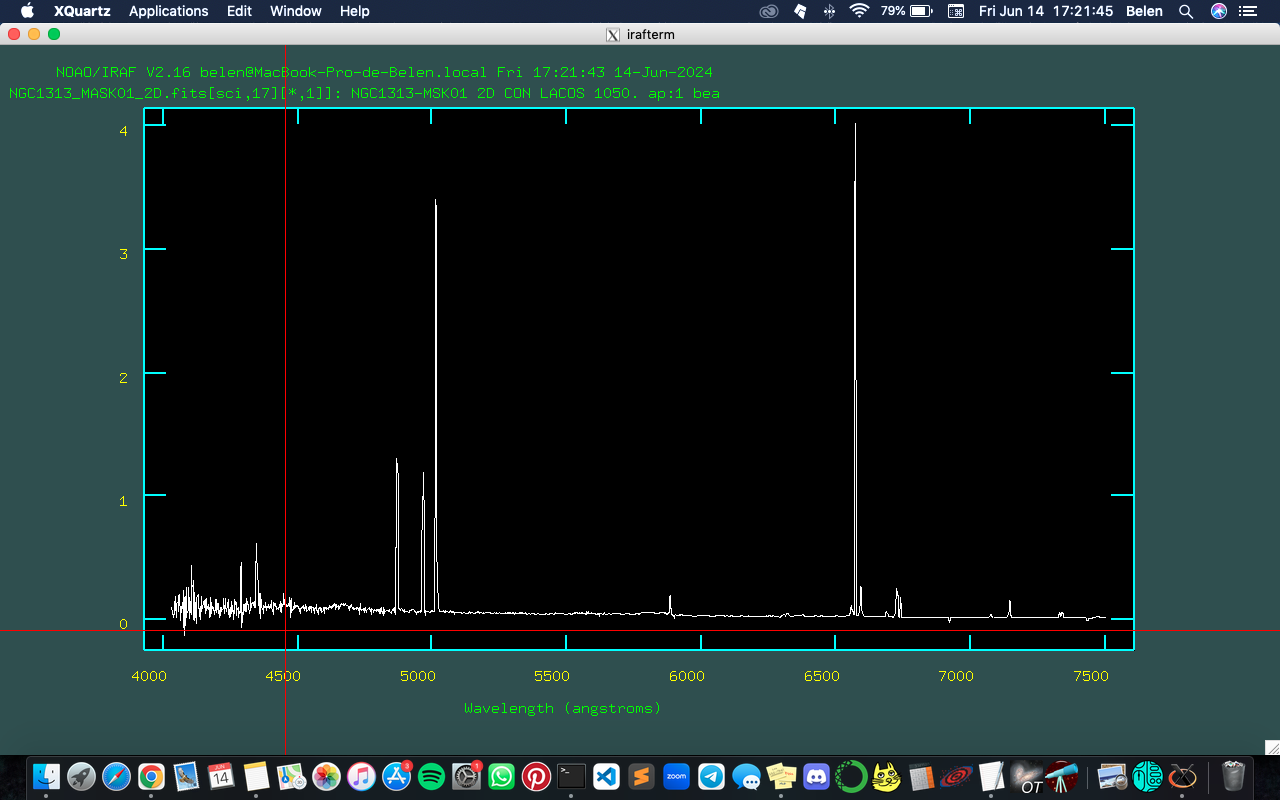 XQuartz Applications Edit Window Help 79% Fri Jun 14 17:21:45 Belen
irafterm
NOAO/IRAF V2.16 belen@MacBook-Pro-de-Belen.local Fri 17:21:43 14-Jun-2024
NGC1313_MASK01_2D.fits[sci,17][*,1]]: NGC1313-MSK01 2D CON LACOS 1050. ap:1 bea
4
3
2
1
0
4000 4500 5000 5500 6000 6500 7000 7500
Wavelength (angstroms)
JUN
14
3
1
zoom
OT